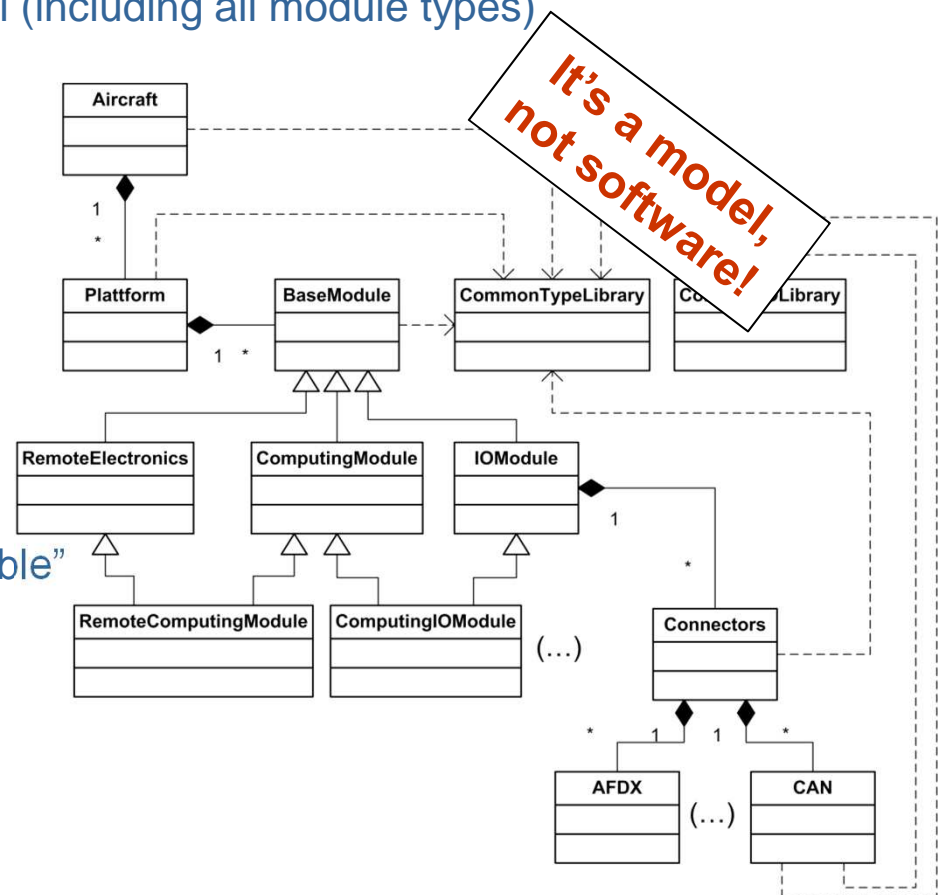 (including all module types)
It's a model,
not software!
Aircraft
1
*
Plattform
BaseModule
CommonTypeLibrary
Library
1 *
RemoteElectronics
ComputingModule
IOModule
1
*
ble”
RemoteComputingModule
ComputingIOModule
(…)
Connectors
* 1 1 *
AFDX
(…)
CAN